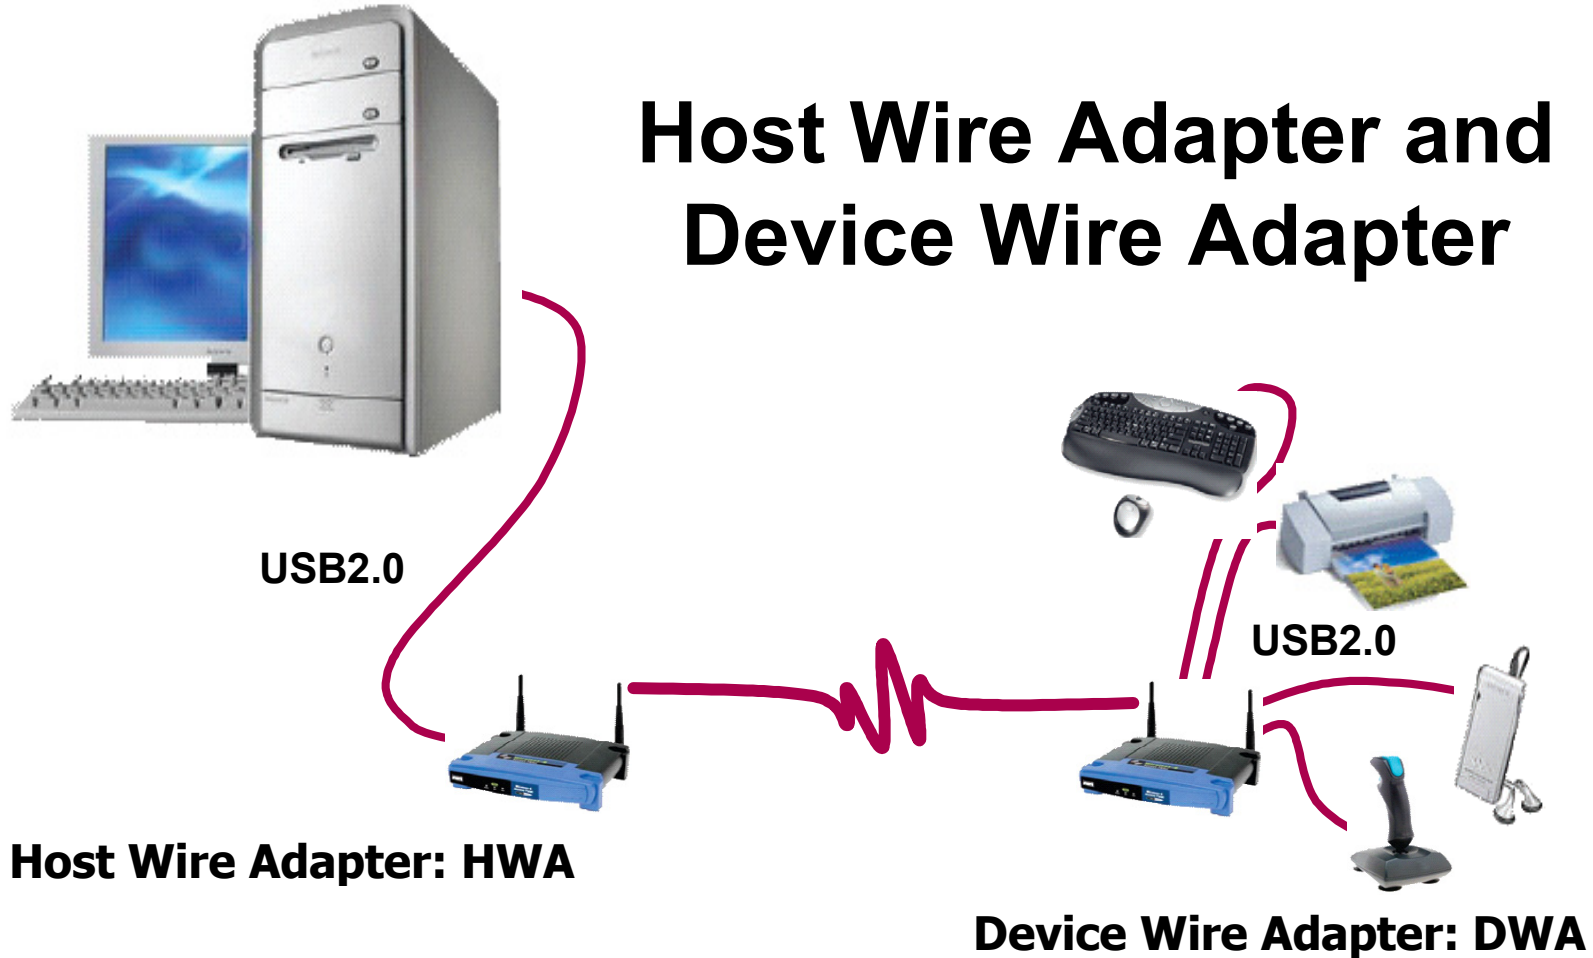 Host Wire Adapter and
Device Wire Adapter
USB2.0
USB2.0
Host Wire Adapter: HWA
Device Wire Adapter: DWA